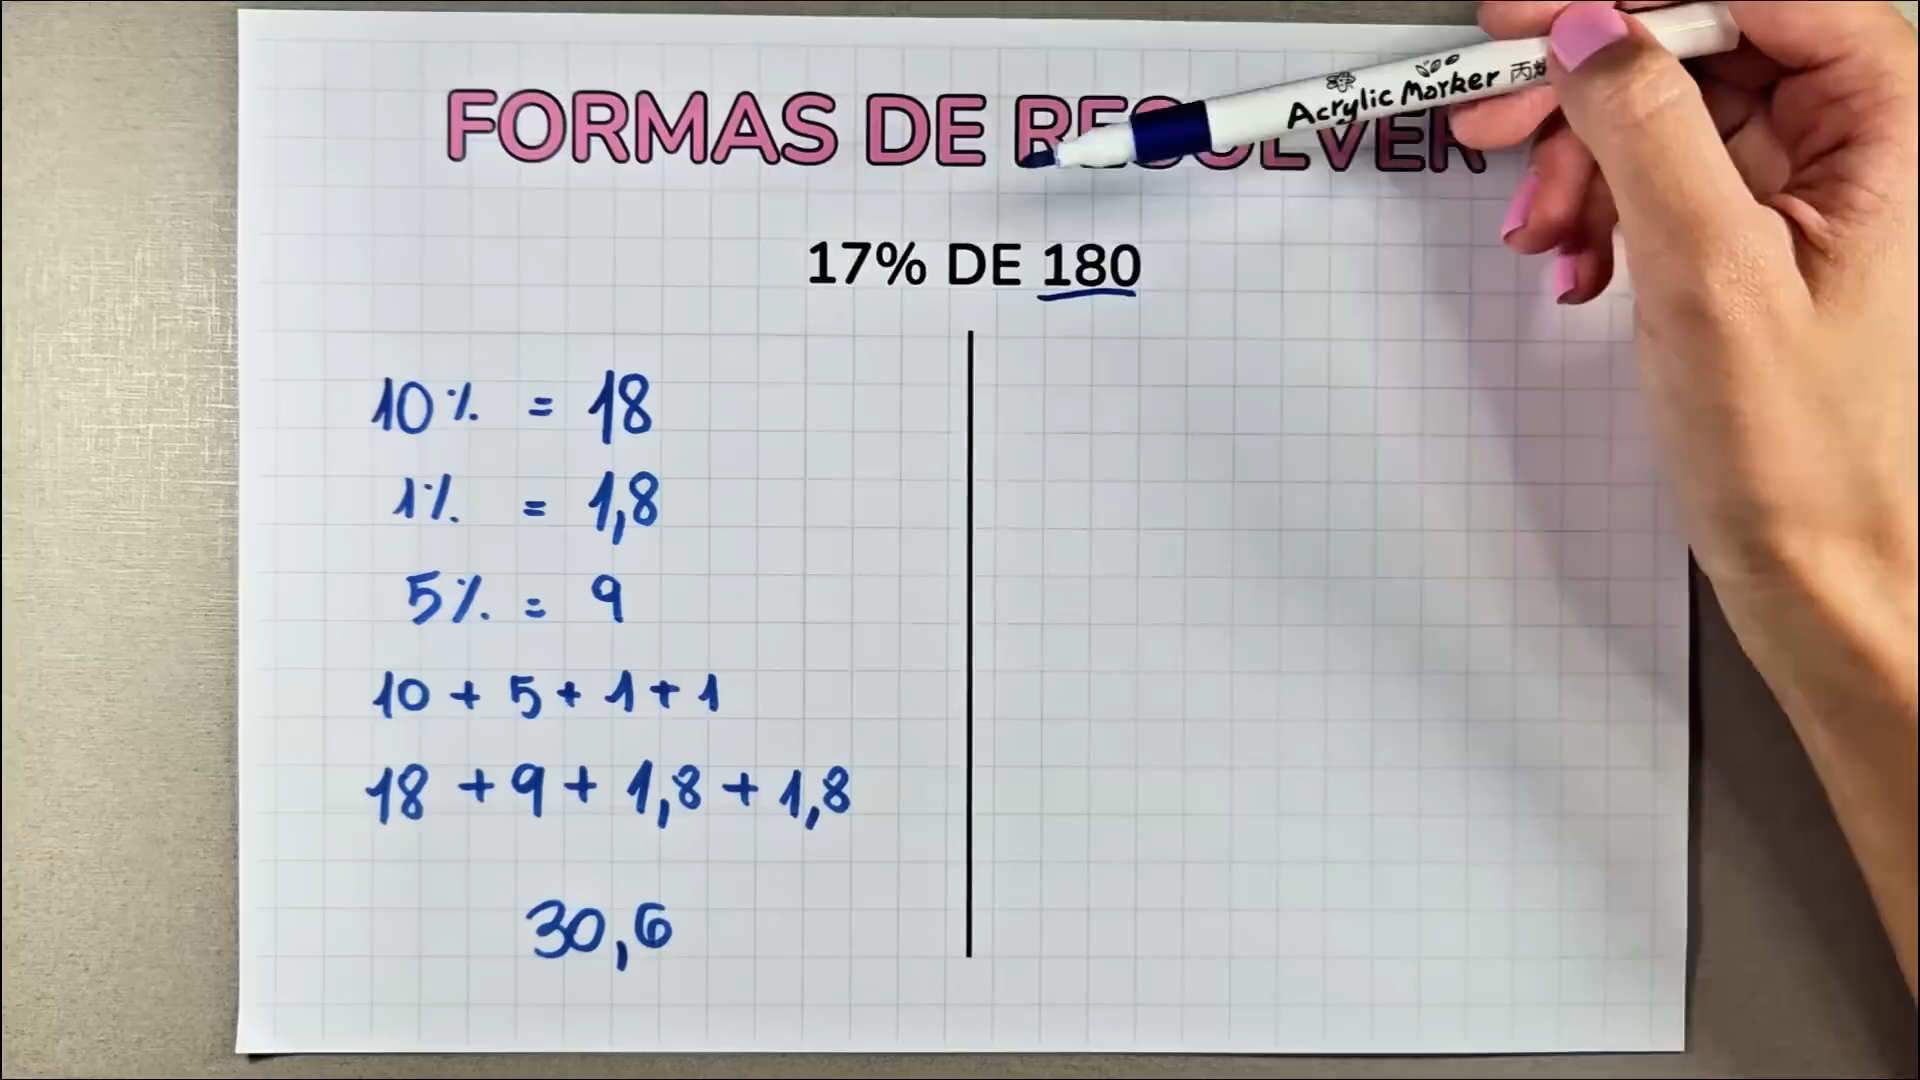 FORMAS DE RESOLVER
Acrylic Marker
17% DE 180
10% = 18
1% = 1,8
5% = 9
10 + 5 + 1 + 1
18 + 9 + 1,8 + 1,8
30,6